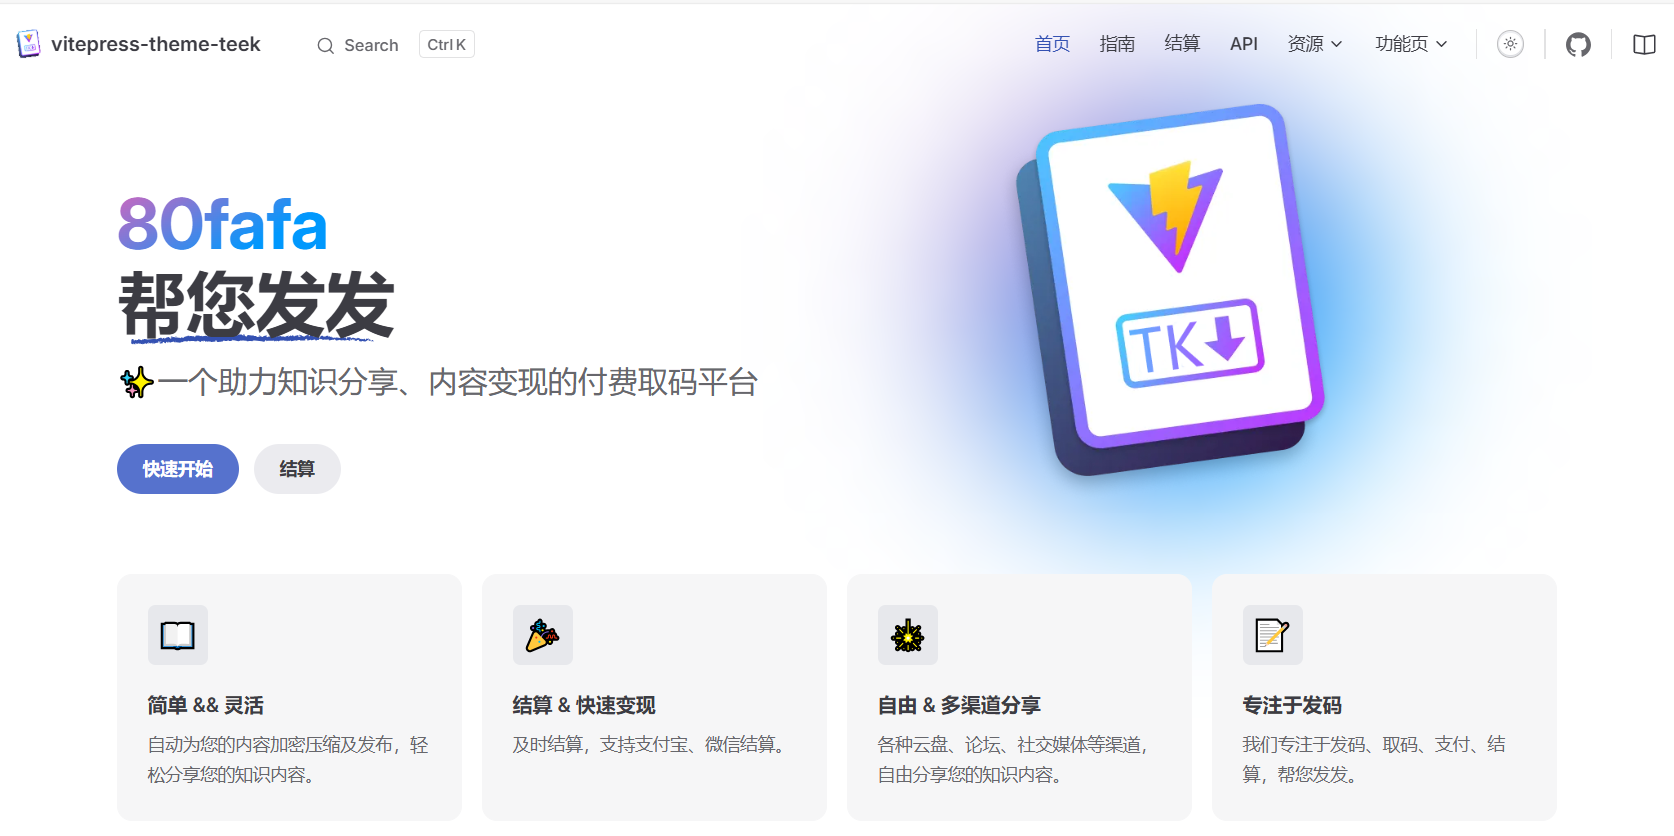 vitepress-theme-teek
Search
Ctrl K
首页
指南
结算
API
资源
功能页
80fafa
帮您发发
✨一个助力知识分享、内容变现的付费取码平台
快速开始
结算
TK
简单 && 灵活
自动为您的内容加密压缩及发布，轻
松分享您的知识内容。
结算 & 快速变现
及时结算，支持支付宝、微信结算。
自由 & 多渠道分享
各种云盘、论坛、社交媒体等渠道，
自由分享您的知识内容。
专注于发码
我们专注于发码、取码、支付、结
算，帮您发发。